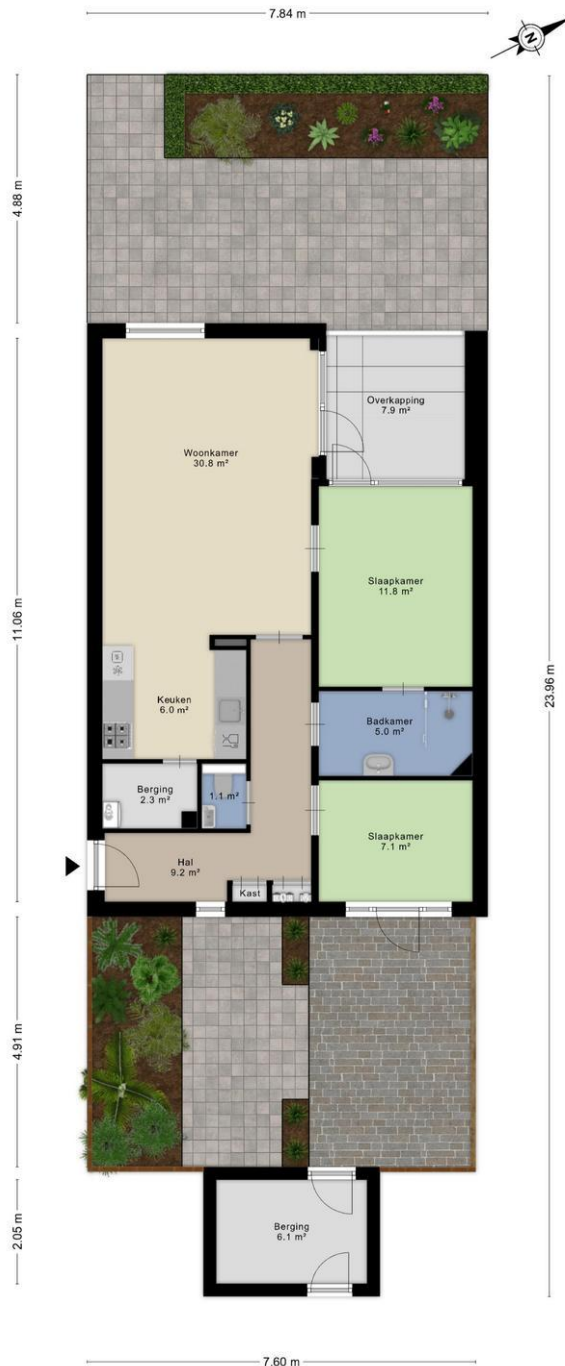 7.84 m
N
4.88 m
Overkapping
7.9 m²
Woonkamer
30.8 m²
11.06 m
Slaapkamer
11.8 m²
23.96 m
Keuken
6.0 m²
Badkamer
5.0 m²
Berging
2.3 m²
1.1 m²
Slaapkamer
7.1 m²
Hal
9.2 m²
Kast
4.91 m
2.05 m
Berging
6.1 m²
7.60 m